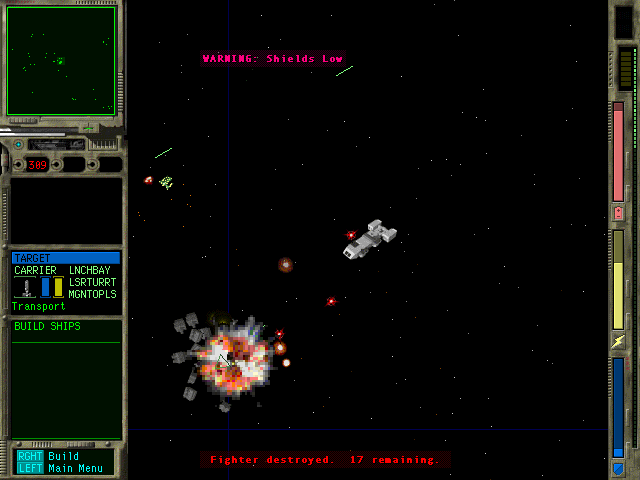 WARNING: Shields Low
309
TARGET
CARRIER LNCHBAY
LSRTURRT
MGNTOPLS
Transport
BUILD SHIPS
RGHT Build
LEFT Main Menu
Fighter destroyed. 17 remaining.